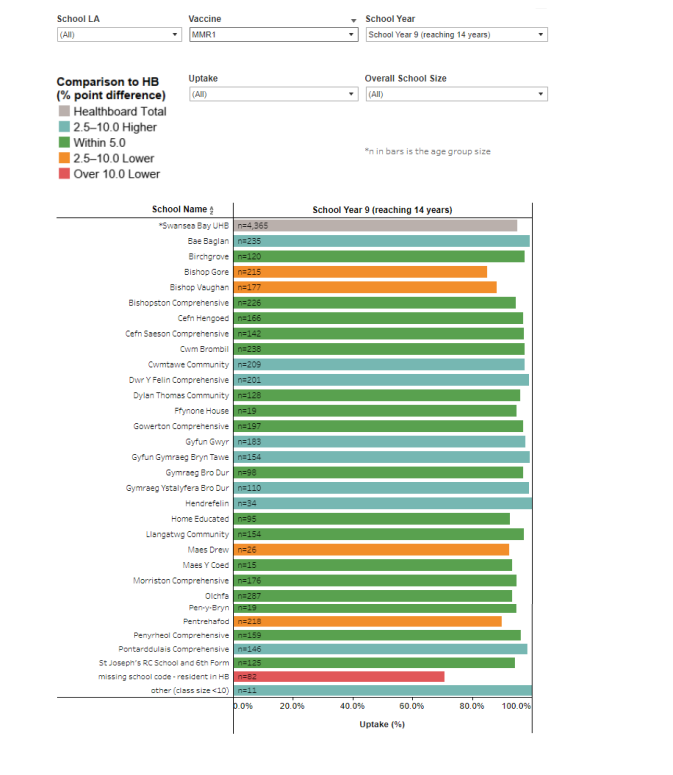 School LA
Vaccine
School Year
(All)
MMR1
School Year 9 (reaching 14 years)
Comparison to HB
(% point difference)
Uptake
Overall School Size
(All)
(All)
Healthboard Total
2.5–10.0 Higher
Within 5.0
2.5–10.0 Lower
Over 10.0 Lower
*n in bars is the age group size
School Name
School Year 9 (reaching 14 years)
*Swansea Bay UHB n=4,365
Bae Baglan n=235
Birchgrove n=120
Bishop Gore n=215
Bishop Vaughan n=177
Bishopston Comprehensive n=226
Cefn Hengoed n=166
Cefn Saeson Comprehensive n=142
Cwm Brombil n=238
Cwmtawe Community n=209
Dwr Y Felin Comprehensive n=201
Dylan Thomas Community n=128
Ffynone House n=19
Gowerton Comprehensive n=197
Gyfun Gwyr n=183
Gyfun Gymraeg Bryn Tawe n=154
Gymraeg Bro Dur n=98
Gymraeg Ystalyfera Bro Dur n=110
Hendrefelin n=34
Home Educated n=95
Llangatwg Community n=154
Maes Drew n=26
Maes Y Coed n=15
Morriston Comprehensive n=176
Olchfa n=287
Pen-y-Bryn n=19
Pentrehafod n=218
Penyrheol Comprehensive n=159
Pontarddulais Comprehensive n=146
St Joseph's RC School and 6th Form n=125
missing school code - resident in HB n=82
other (class size <10) n=11
0.0% 20.0% 40.0% 60.0% 80.0% 100.0%
Uptake (%)